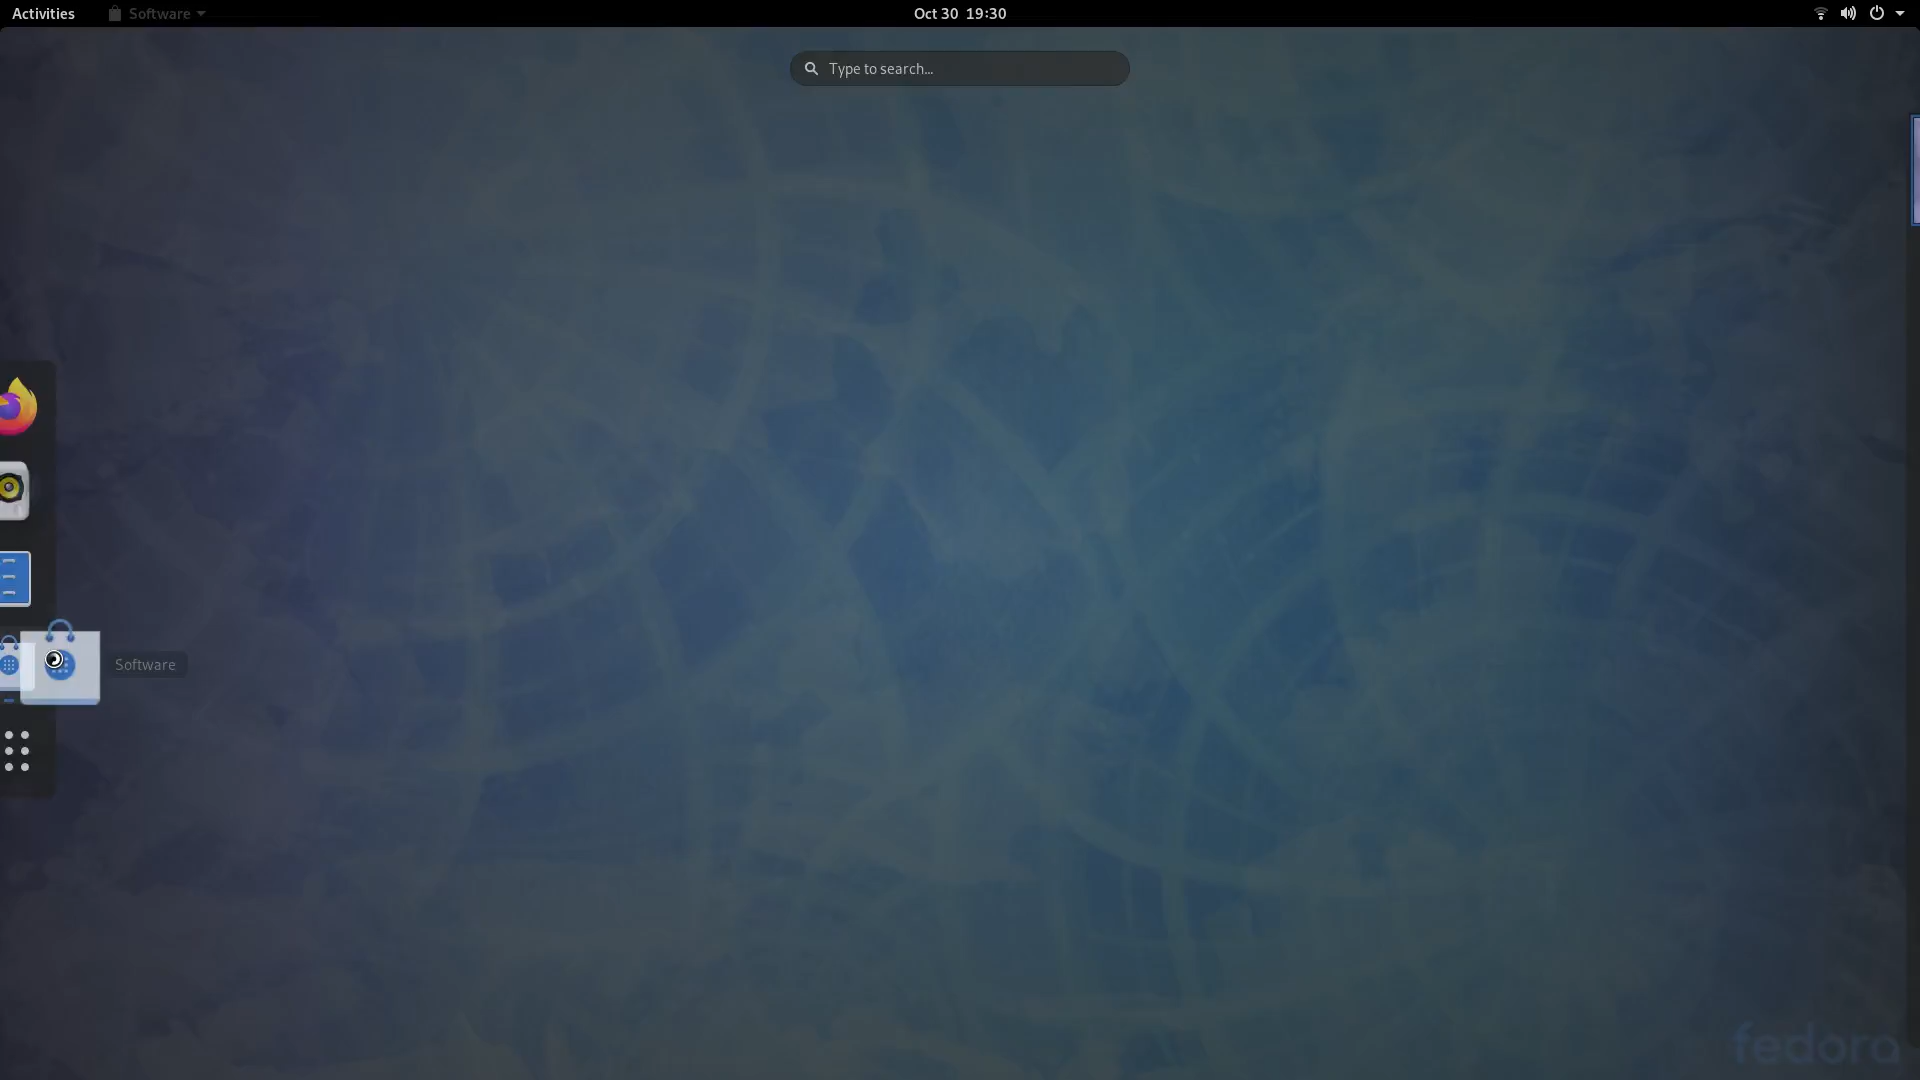 Activities
Software
Oct 30 19:30
Type to search...
Software
fedora